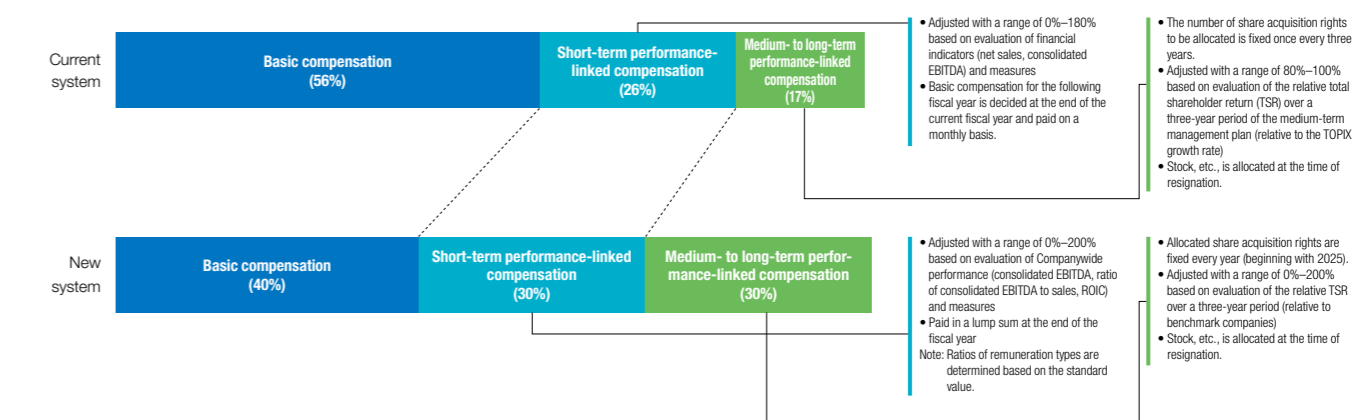 Current
system
Basic compensation
(56%)
Short-term performance-
linked compensation
(26%)
Medium- to long-term
performance-linked
compensation
(17%)
• Adjusted with a range of 0%–180%
based on evaluation of financial
indicators (net sales, consolidated
EBITDA) and measures
• Basic compensation for the following
fiscal year is decided at the end of the
current fiscal year and paid on a
monthly basis.
• The number of share acquisition rights
to be allocated is fixed once every three
years.
• Adjusted with a range of 80%–100%
based on evaluation of the relative total
shareholder return (TSR) over a
three-year period of the medium-term
management plan (relative to the TOPIX
growth rate)
• Stock, etc., is allocated at the time of
resignation.
New
system
Basic compensation
(40%)
Short-term performance-linked
compensation
(30%)
Medium- to long-term perfor-
mance-linked compensation
(30%)
• Adjusted with a range of 0%–200%
based on evaluation of Companywide
performance (consolidated EBITDA, ratio
of consolidated EBITDA to sales, ROIC)
and measures
• Paid in a lump sum at the end of the
fiscal year
Note: Ratios of remuneration types are
determined based on the standard
value.
• Allocated share acquisition rights are
fixed every year (beginning with 2025).
• Adjusted with a range of 0%–200%
based on evaluation of the relative TSR
over a three-year period (relative to
benchmark companies)
• Stock, etc., is allocated at the time of
resignation.